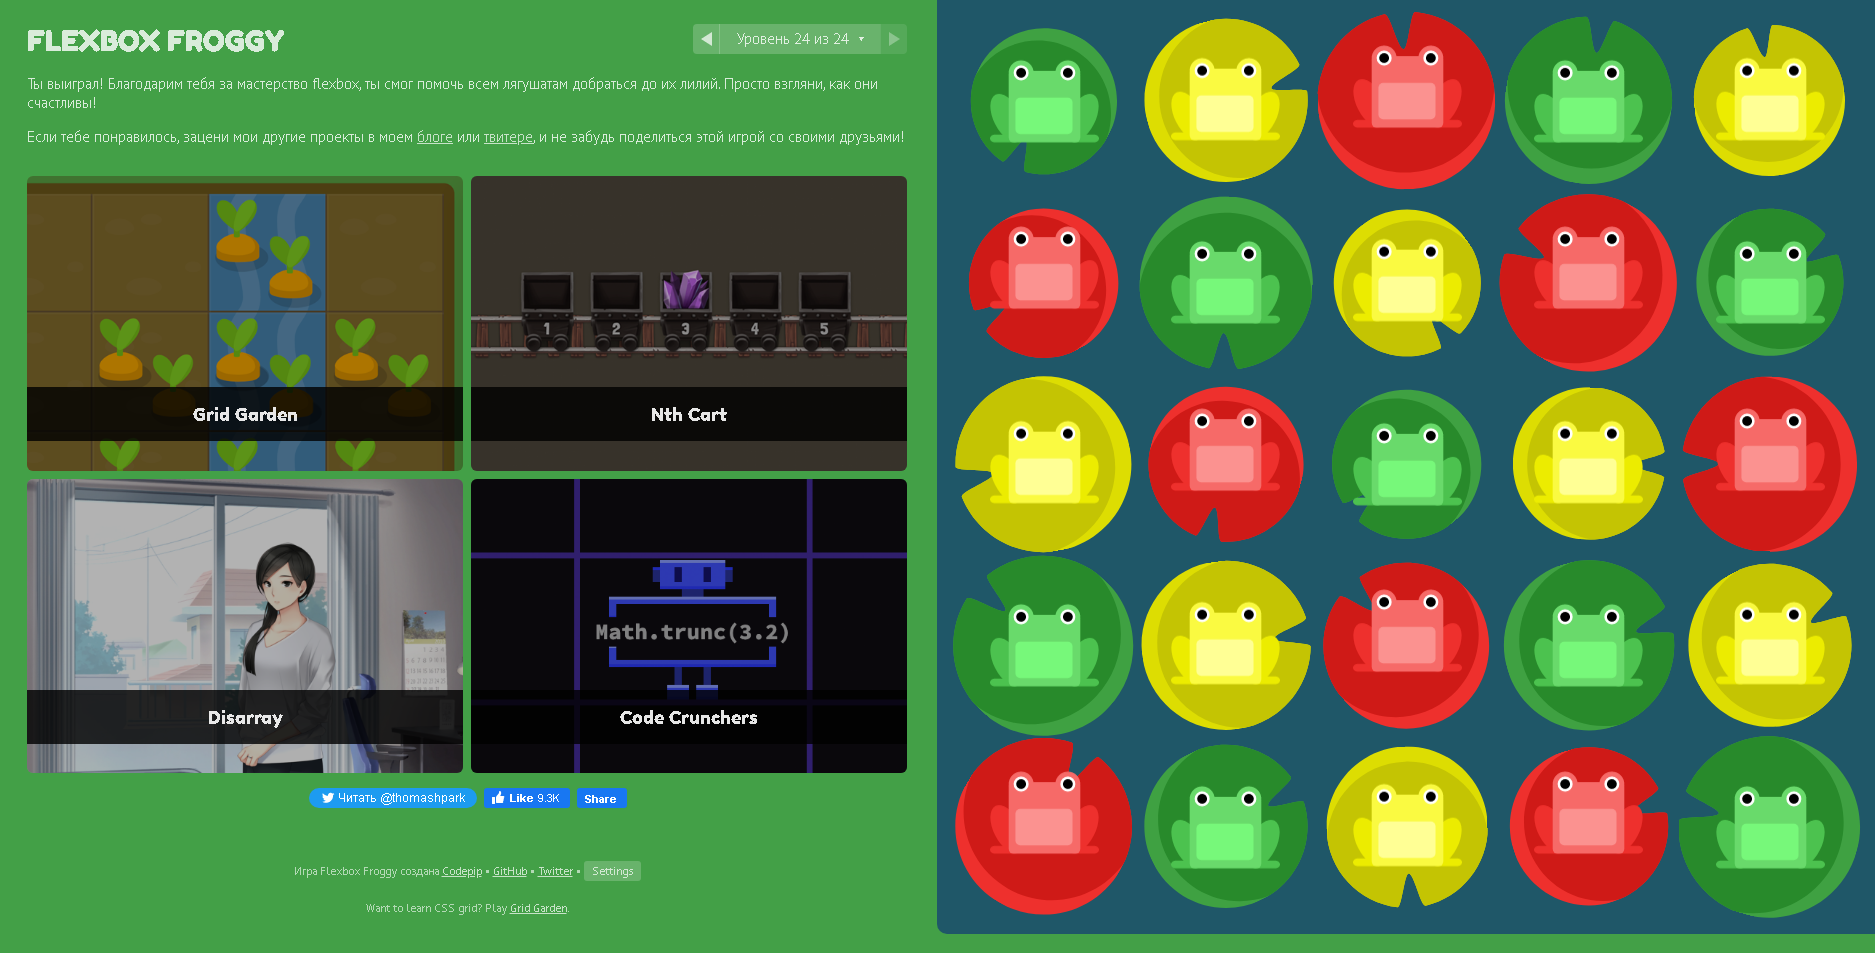 FLEXBOX FROGGY
Уровень 24 из 24
Ты выиграл! Благодарим тебя за мастерство flexbox, ты смог помочь всем лягушатам добраться до их лилий. Просто взгляни, как они
счастливы!
Если тебе понравилось, зацени мои другие проекты в моем блоге или твитере, и не забудь поделиться этой игрой со своими друзьями!
1 2 3 4 5
Grid Garden
Nth Cart
Math.trunc(3.2)
Disarray
Code Crunchers
Читать @thomashpark
Like 9.3K
Share
Игра Flexbox Froggy создана Codepip • GitHub • Twitter • Settings
Want to learn CSS grid? Play Grid Garden.